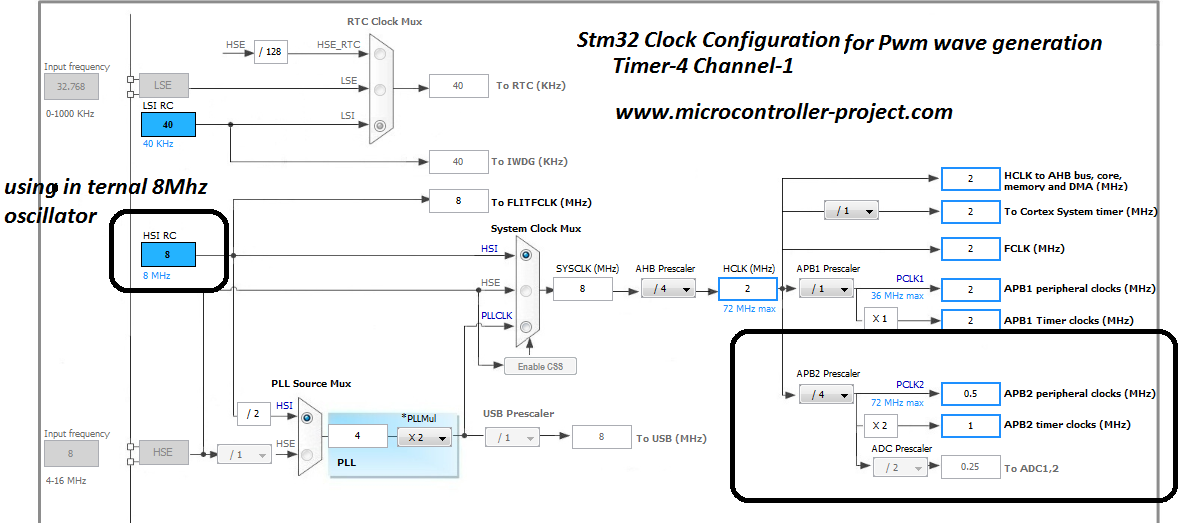 RTC Clock Mux
Stm32 Clock Configuration for Pwm wave generation
Timer-4 Channel-1
www.microcontroller-project.com
HSE
/ 128
HSE_RTC
Input frequency
32.768
0-1000 KHz
LSE
LSE
40
To RTC (KHz)
LSI RC
40
40 KHz
LSI
40
To IWDG (KHz)
using in ternal 8Mhz
oscillator
8
To FLITFCLK (MHz)
HSI RC
8
8 MHz
System Clock Mux
HSI
HSE
PLLCLK
SYSCLK (MHz)
8
AHB Prescaler
/ 4
HCLK (MHz)
2
72 MHz max
Enable CSS
2
HCLK to AHB bus, core,
memory and DMA (MHz)
/ 1
2
To Cortex System timer (MHz)
2
FCLK (MHz)
APB1 Prescaler
/ 1
PCLK1
36 MHz max
2
APB1 peripheral clocks (MHz)
X 1
2
APB1 Timer clocks (MHz)
APB2 Prescaler
/ 4
PCLK2
72 MHz max
0.5
APB2 peripheral clocks (MHz)
X 2
1
APB2 timer clocks (MHz)
ADC Prescaler
/ 2
0.25
To ADC1,2
PLL Source Mux
/ 2
HSI
HSE
4
*PLLMul
X 2
PLL
USB Prescaler
/ 1
8
To USB (MHz)
Input frequency
8
4-16 MHz
HSE
/ 1